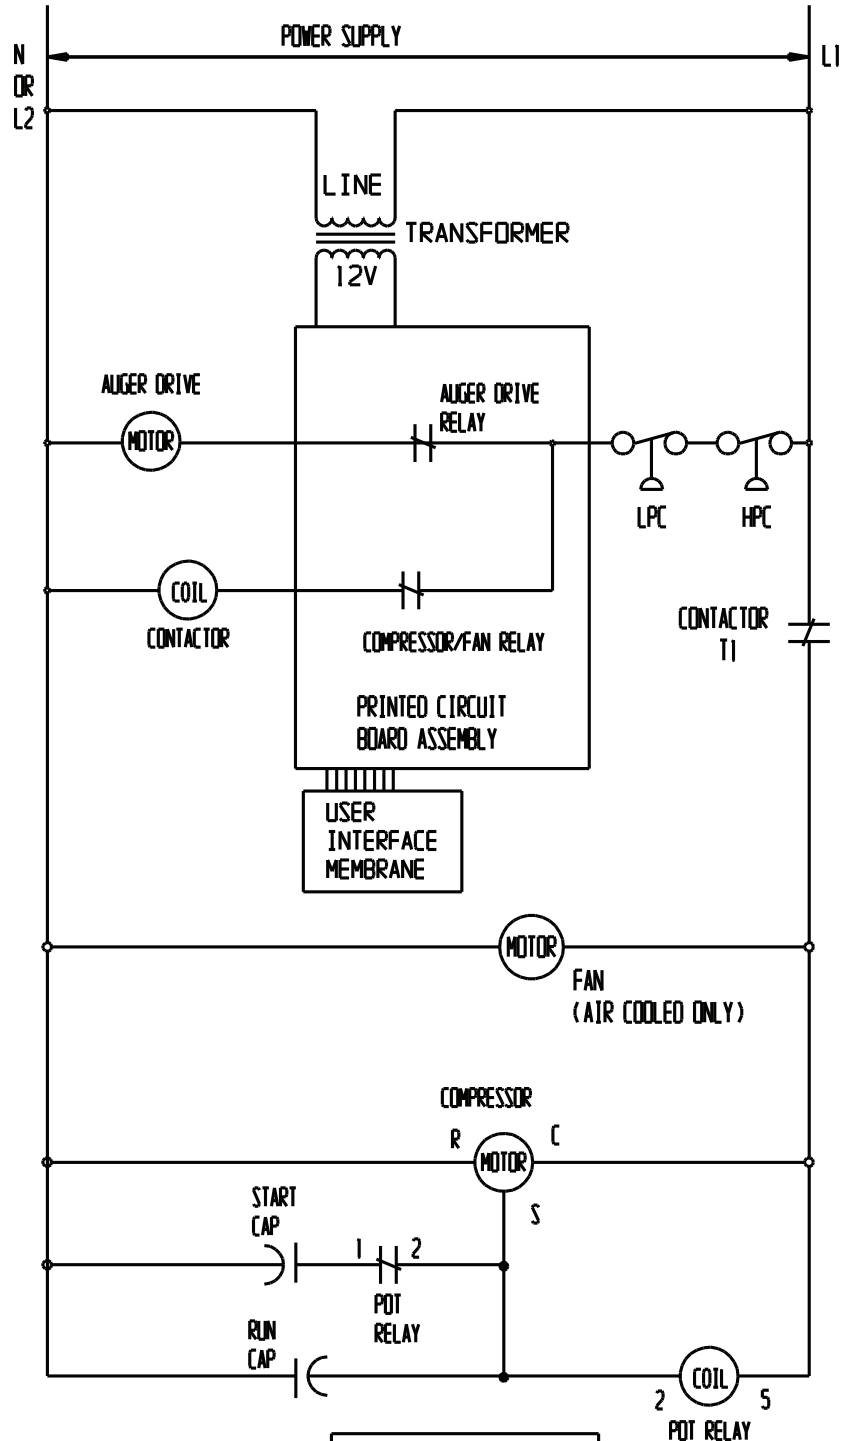 POWER SUPPLY
N
OR
L2
L1
LINE
TRANSFORMER
12V
AUGER DRIVE
MOTOR
AUGER DRIVE
RELAY
LPC
HPC
COIL
CONTACTOR
COMPRESSOR/FAN RELAY
CONTACTOR
T1
PRINTED CIRCUIT
BOARD ASSEMBLY
USER
INTERFACE
MEMBRANE
MOTOR
FAN
(AIR COOLED ONLY)
COMPRESSOR
R
C
MOTOR
S
START
CAP
1
2
POT
RELAY
RUN
CAP
COIL
2
5
POT RELAY